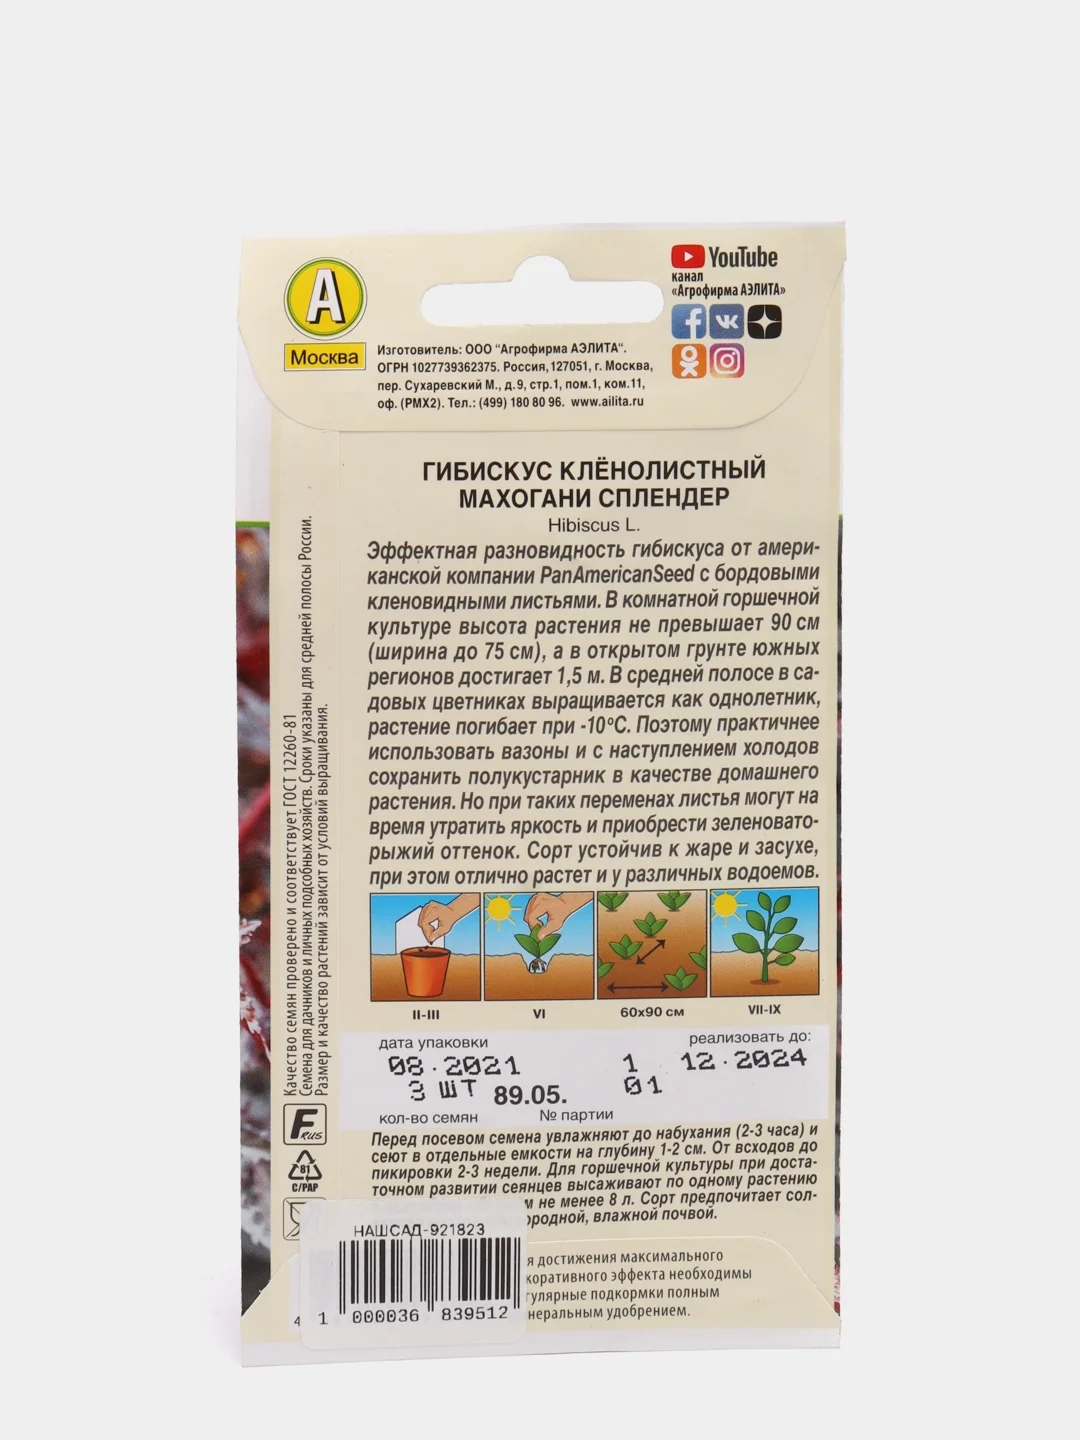 А
Москва
YouTube
канал
«Агрофирма АЭЛИТА»
Изготовитель: ООО “Агрофирма АЭЛИТА“.
ОГРН 1027739362375. Россия,127051, г. Москва,
пер. Сухаревский М., д.9, стр.1, пом.1, ком.11,
оф. (РМХ2). Тел.: (499) 180 80 96. www.ailita.ru
ГИБИСКУС КЛЁНОЛИСТНЫЙ
МАХОГАНИ СПЛЕНДЕР
Hibiscus L.
Эффектная разновидность гибискуса от амери-
канской компании PanAmericanSeed с бордовыми
кленовидными листьями. В комнатной горшечной
культуре высота растения не превышает 90 см
(ширина до 75 см), а в открытом грунте южных
регионов достигает 1,5 м. В средней полосе в са-
довых цветниках выращивается как однолетник,
растение погибает при -10ºС. Поэтому практичнее
использовать вазоны и с наступлением холодов
сохранить полукустарник в качестве домашнего
растения. Но при таких переменах листья могут на
время утратить яркость и приобрести зеленовато-
рыжий оттенок. Сорт устойчив к жаре и засухе,
при этом отлично растет и у различных водоемов.
II-III
VI
60х90 см
VII-IX
дата упаковки
реализовать до:
08.2021
1
12.2024
3 ШТ
89.05.
01
кол-во семян
№ партии
Перед посевом семена увлажняют до набухания (2-3 часа) и
сеют в отдельные емкости на глубину 1-2 см. От всходов до
пикировки 2-3 недели. Для горшечной культуры при доста-
точном развитии сеянцев высаживают по одному растению
м не менее 8 л. Сорт предпочитает сол-
ородной, влажной почвой.
я достижения максимального
коративного эффекта необходимы
гулярные подкормки полным
неральным удобрением.
Качество семян проверено и соответствует ГОСТ 12260-81
Семена для дачников и личных подсобных хозяйств. Сроки указаны для средней полосы России.
Размер и качество растений зависит от условий выращивания.
F RUS
81
C/PAP
НАШСАД-921823
4
1 000036 839512